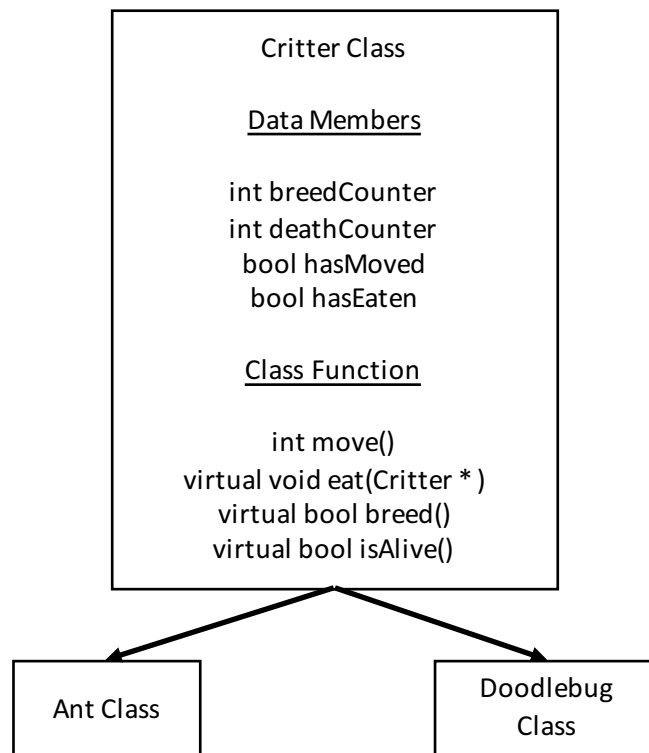 Critter Class
Data Members
int breedCounter
int deathCounter
bool hasMoved
bool hasEaten
Class Function
int move()
virtual void eat(Critter * )
virtual bool breed()
virtual bool isAlive()
Ant Class
Doodlebug
Class